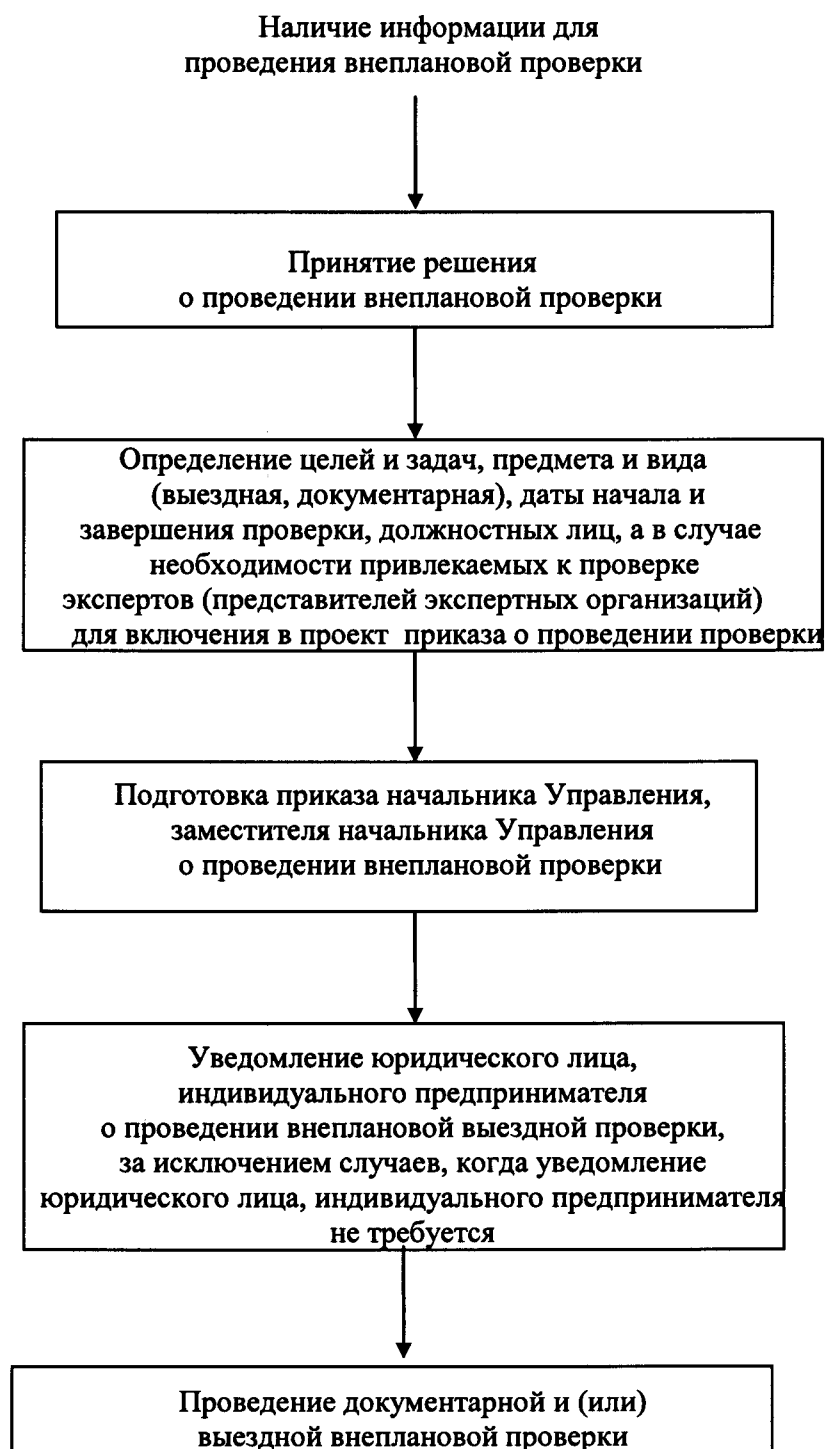 Наличие информации для
проведения внеплановой проверки
Принятие решения
о проведении внеплановой проверки
Определение целей и задач, предмета и вида
(выездная, документарная), даты начала и
завершения проверки, должностных лиц, а в случае
необходимости привлекаемых к проверке
экспертов (представителей экспертных организаций)
для включения в проект приказа о проведении проверки
Подготовка приказа начальника Управления,
заместителя начальника Управления
о проведении внеплановой проверки
Уведомление юридического лица,
индивидуального предпринимателя
о проведении внеплановой выездной проверки,
за исключением случаев, когда уведомление
юридического лица, индивидуального предпринимателя
не требуется
Проведение документарной и (или)
выездной внеплановой проверки